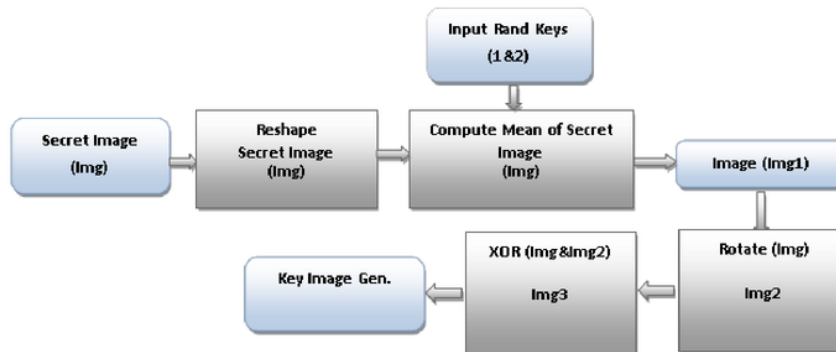 Input Rand Keys
(1&2)
Secret Image
(Img)
Reshape
Secret Image
(Img)
Compute Mean of Secret
Image
(Img)
Image (Img1)
Rotate (Img)
Img2
XOR (Img&Img2)
Img3
Key Image Gen.